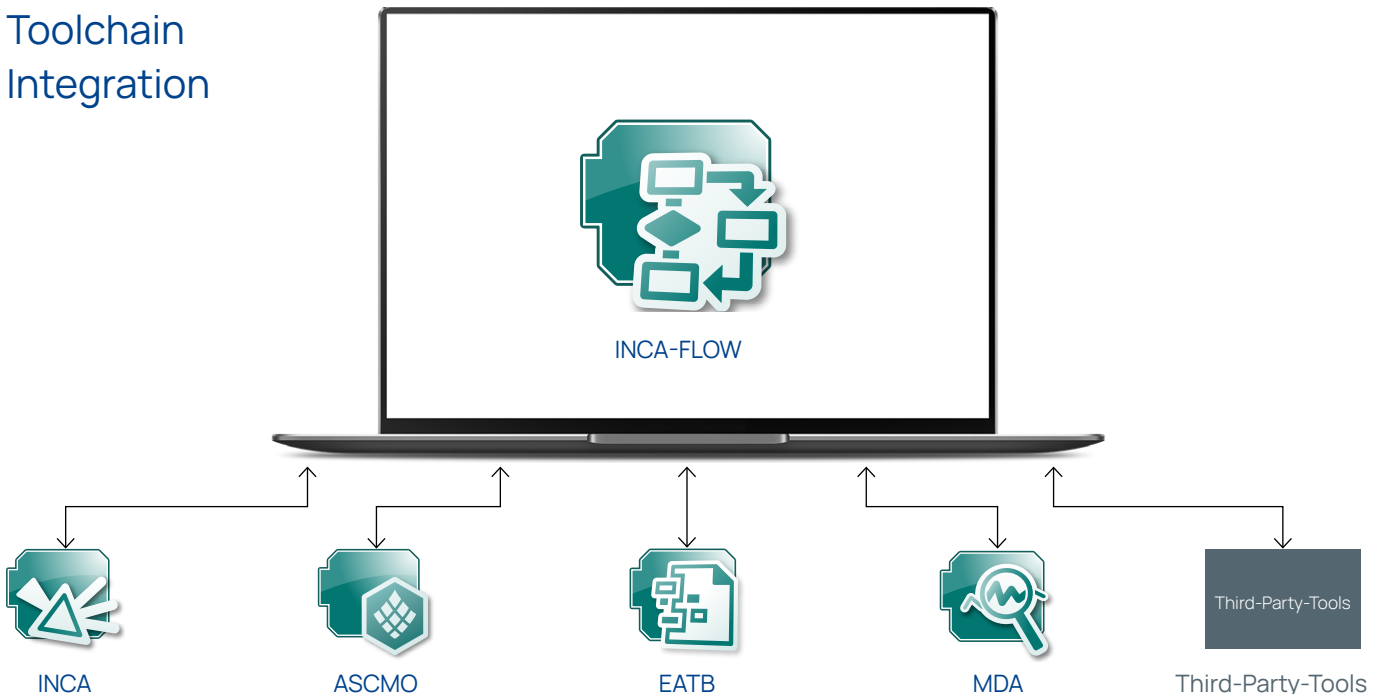 Toolchain
Integration
INCA-FLOW
Third-Party-Tools
INCA
ASCMO
EATB
MDA
Third-Party-Tools